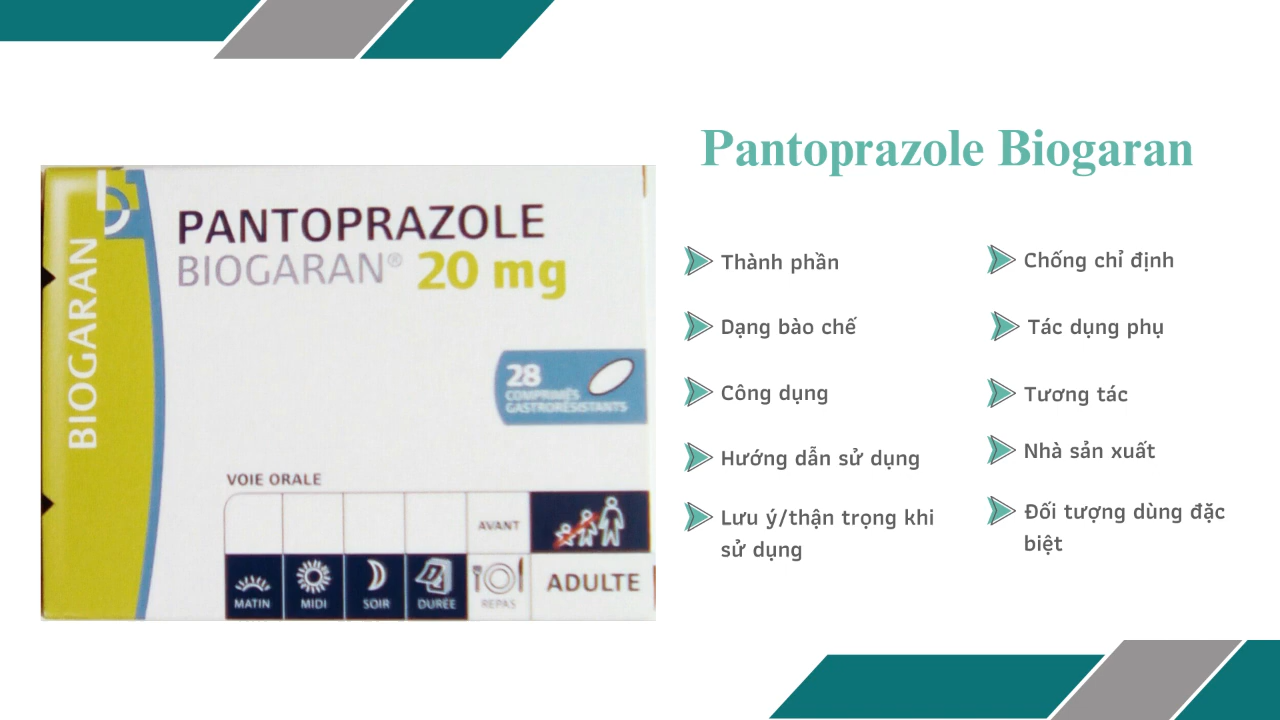 Pantoprazole Biogaran
BIOGARAN
PANTOPRAZOLE
BIOGARAN® 20 mg
28
COMPRIMÉS
GASTRORÉSISTANTS
VOIE ORALE
AVANT
MATIN
MIDI
SOIR
DURÉE
REPAS
ADULTE
Thành phần
Dạng bào chế
Công dụng
Hướng dẫn sử dụng
Lưu ý/thận trọng khi
sử dụng
Chống chỉ định
Tác dụng phụ
Tương tác
Nhà sản xuất
Đối tượng dùng đặc
biệt